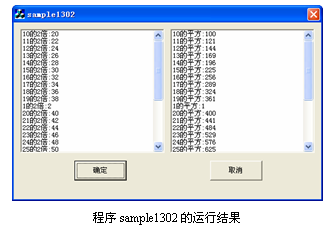 sample1302
10的2倍:20
11的2倍:22
12的2倍:24
13的2倍:26
14的2倍:28
15的2倍:30
16的2倍:32
17的2倍:34
18的2倍:36
19的2倍:38
1的2倍:2
20的2倍:40
21的2倍:42
22的2倍:44
23的2倍:46
24的2倍:48
25的2倍:50
10的平方:100
11的平方:121
12的平方:144
13的平方:169
14的平方:196
15的平方:225
16的平方:256
17的平方:289
18的平方:324
19的平方:361
1的平方:1
20的平方:400
21的平方:441
22的平方:484
23的平方:529
24的平方:576
25的平方:625
确定
取消
程序 sample1302 的运行结果